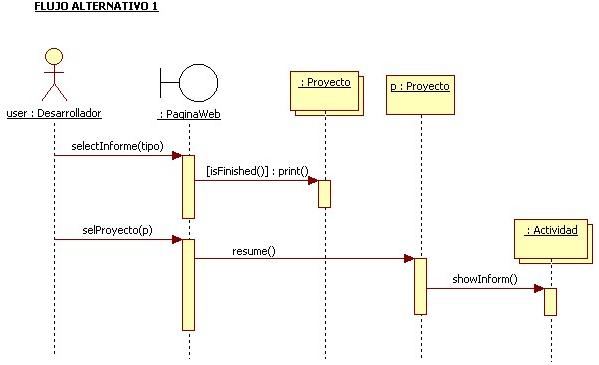 FLUJO ALTERNATIVO 1
user : Desarrollador
: PaginaWeb
: Proyecto
p : Proyecto
selectInforme(tipo)
[isFinished()] : print()
selProyecto(p)
: Actividad
resume()
showInform()